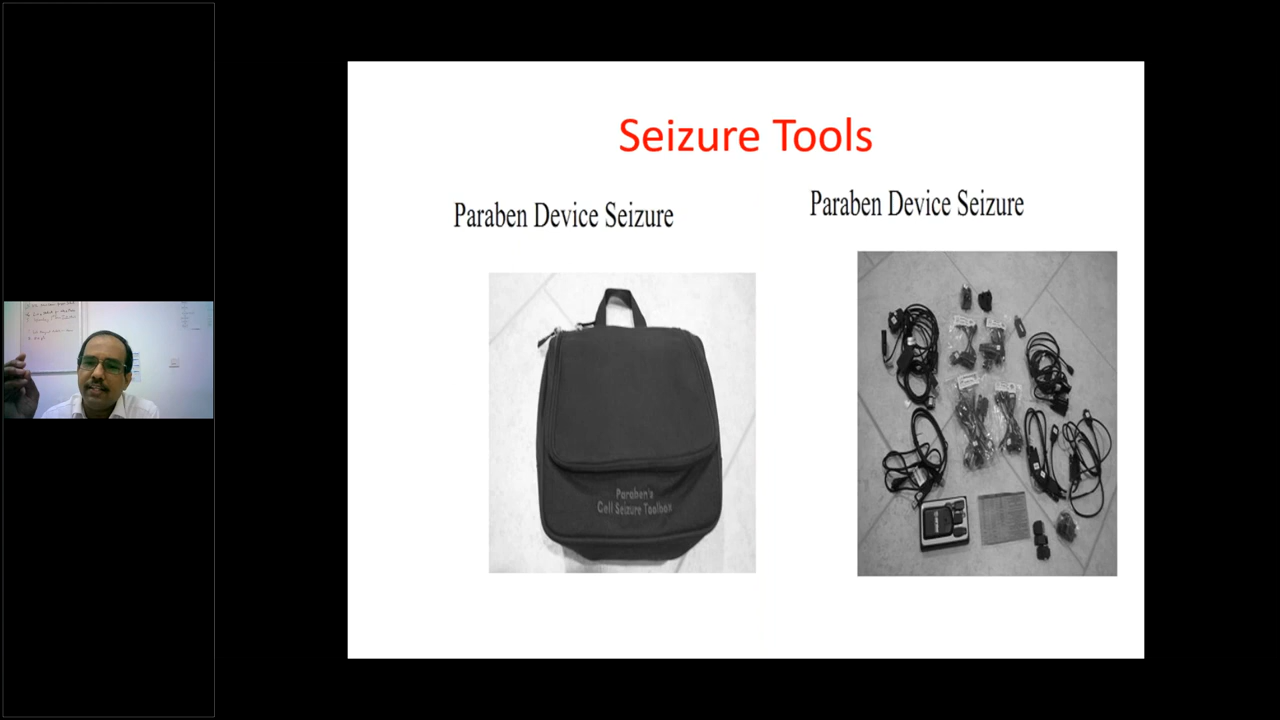 Seizure Tools
Paraben Device Seizure
Paraben Device Seizure
Paraben's
Cell Seizure Toolbox